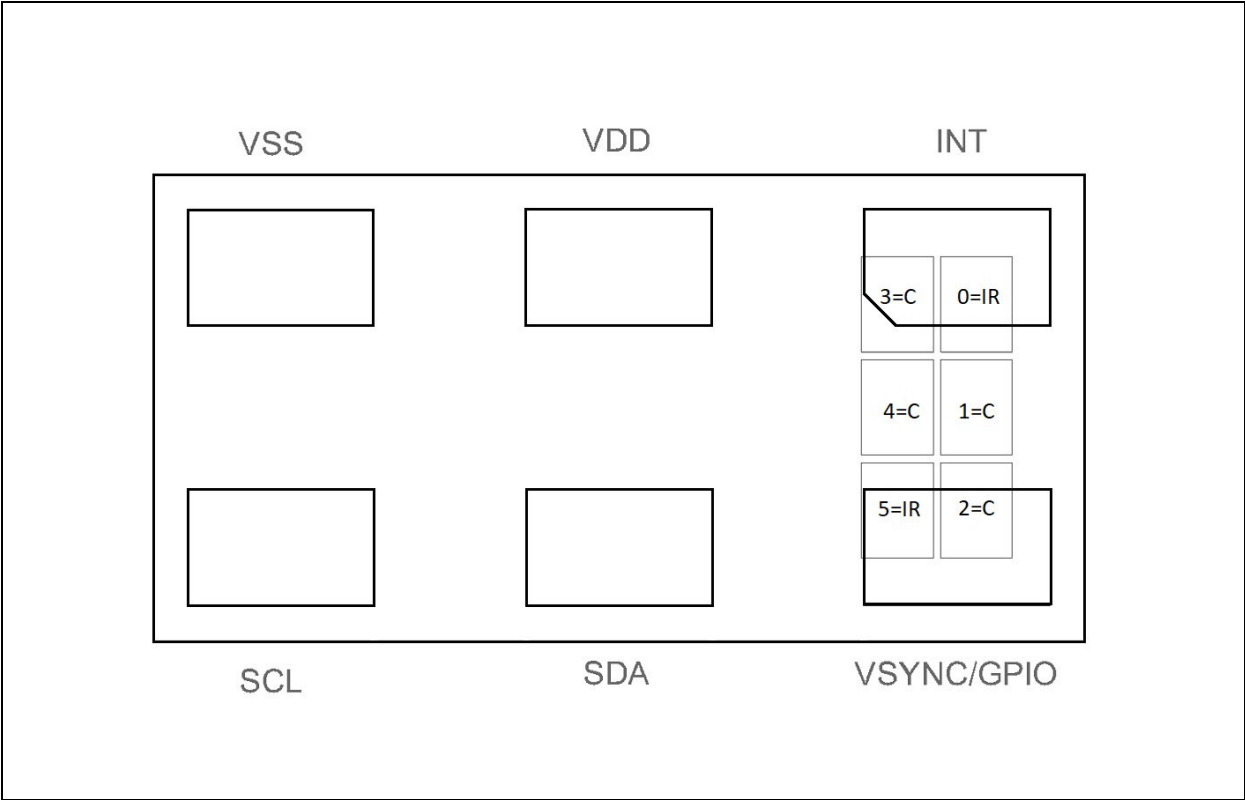 VSS VDD INT
3=C 0=IR
4=C 1=C
5=IR 2=C
SCL SDA VSYNC/GPIO